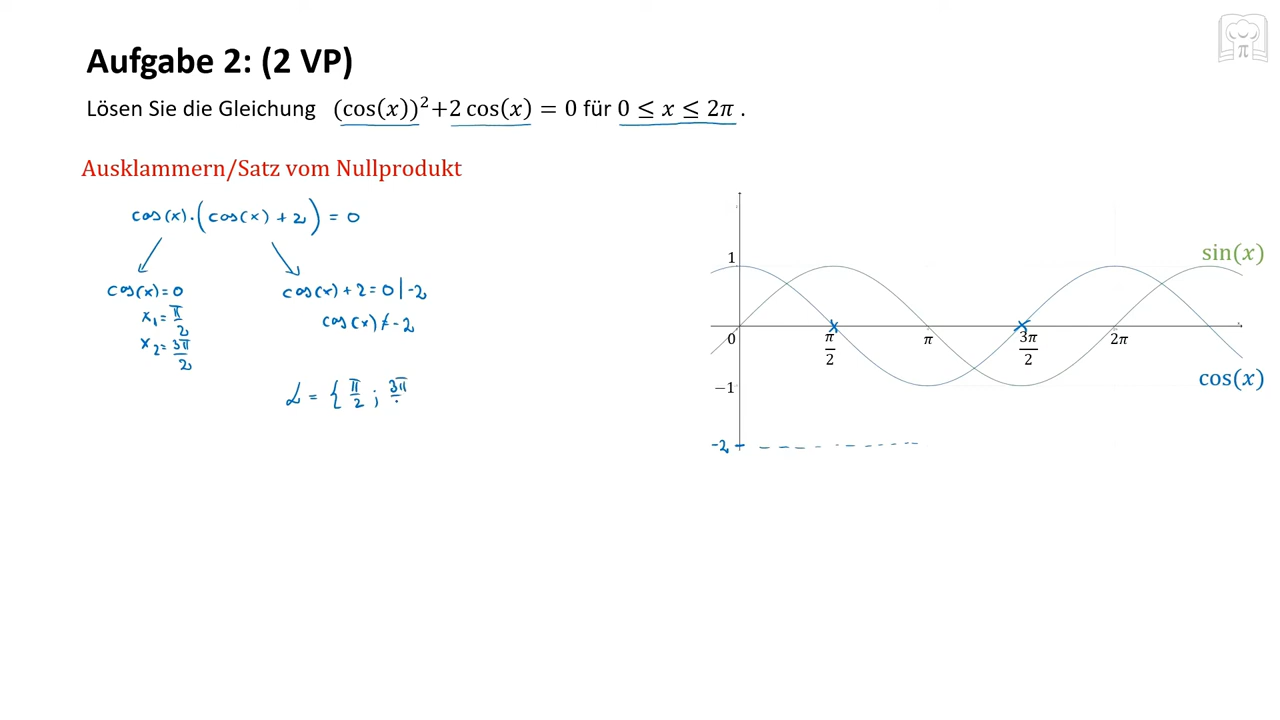 Aufgabe 2: (2 VP)
Lösen Sie die Gleichung (cos(x))²+2 cos(x) = 0 für 0 ≤ x ≤ 2π .
Ausklammern/Satz vom Nullprodukt
cos(x)·(cos(x) + 2) = 0
cos(x) = 0
x₁ = π/2
x₂ = 3π/2
cos(x) + 2 = 0 | -2
cos(x) ≠ -2
L = { π/2 ; 3π
1
sin(x)
0 π/2 π 3π/2 2π
−1
cos(x)
-2
π